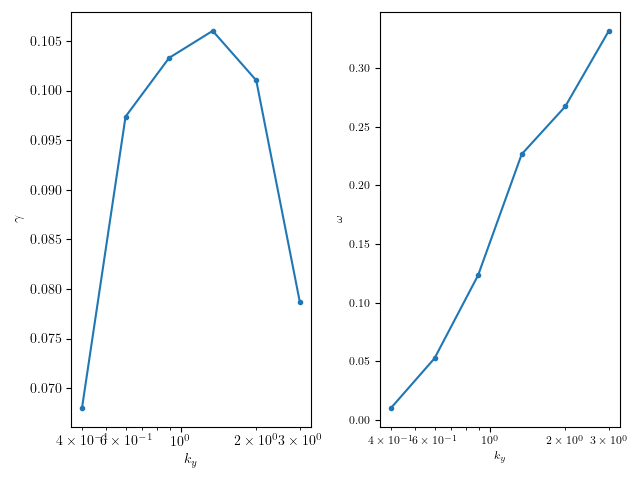 0.105
0.100
0.095
0.090
0.085
0.080
0.075
0.070
γ
4 × 10⁻¹
6 × 10⁻¹
10⁰
2 × 10⁰
3 × 10⁰
k_y
0.30
0.25
0.20
0.15
0.10
0.05
0.00
ω
4 × 10⁻¹
6 × 10⁻¹
10⁰
2 × 10⁰
3 × 10⁰
k_y